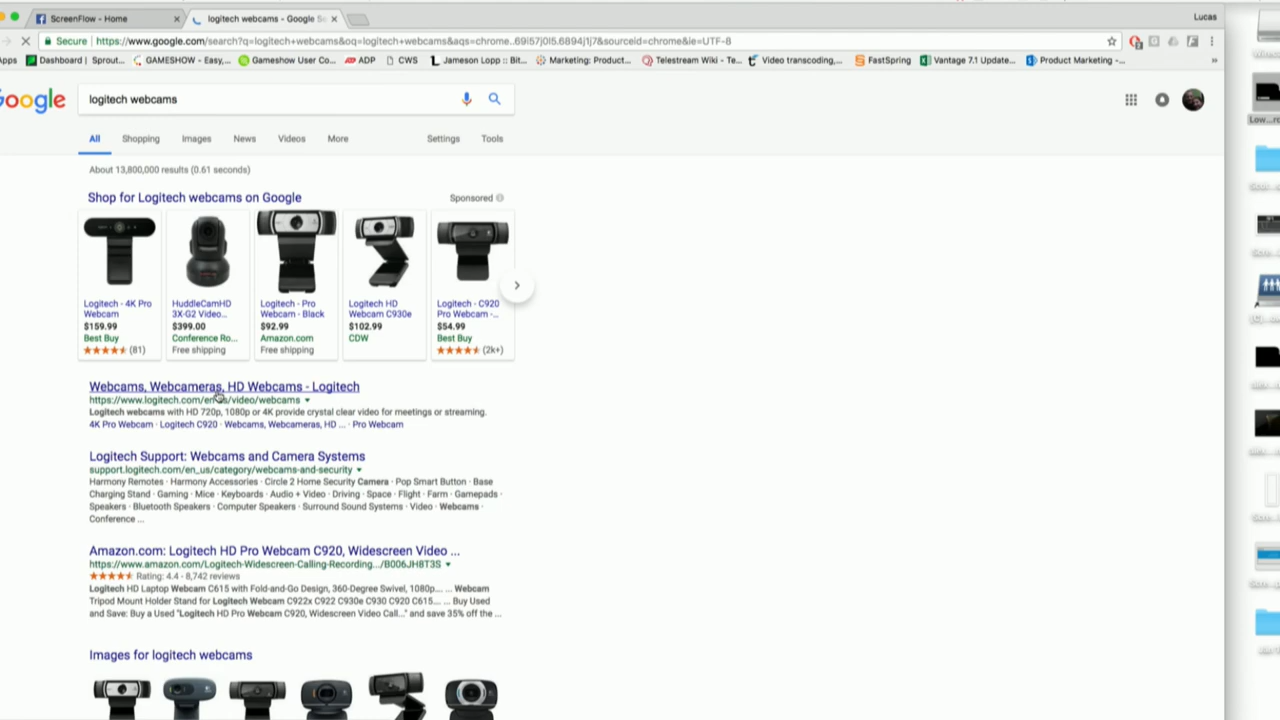 ScreenFlow - Home
logitech webcams - Google Se
Lucas
Secure https://www.google.com/search?q=logitech+webcams&oq=logitech+webcams&aqs=chrome..69i57j0l5.6894j1j7&sourceid=chrome&ie=UTF-8
Apps Dashboard | Sprout... GAMESHOW - Easy,... Gameshow User Co... ADP CWS Jameson Lopp :: Bit... Marketing: Product... Telestream Wiki - Te... Video transcoding,... FastSpring Vantage 7.1 Update... Product Marketing -... »
Google
logitech webcams
All Shopping Images News Videos More Settings Tools
About 13,800,000 results (0.61 seconds)
Shop for Logitech webcams on Google Sponsored
Logitech - 4K Pro Webcam
$159.99
Best Buy
(81)
HuddleCamHD 3X-G2 Video...
$399.00
Conference Ro...
Free shipping
Logitech - Pro Webcam - Black
$92.99
Amazon.com
Free shipping
Logitech HD Webcam C930e
$102.99
CDW
Logitech - C920 Pro Webcam -...
$54.99
Best Buy
(2k+)
Webcams, Webcameras, HD Webcams - Logitech
https://www.logitech.com/en-us/video/webcams
Logitech webcams with HD 720p, 1080p or 4K provide crystal clear video for meetings or streaming.
4K Pro Webcam · Logitech C920 · Webcams, Webcameras, HD ... · Pro Webcam
Logitech Support: Webcams and Camera Systems
support.logitech.com/en_us/category/webcams-and-security
Harmony Remotes · Harmony Accessories · Circle 2 Home Security Camera · Pop Smart Button · Base
Charging Stand · Gaming · Mice · Keyboards · Audio + Video · Driving · Space · Flight · Farm · Gamepads ·
Speakers · Bluetooth Speakers · Computer Speakers · Surround Sound Systems · Video · Webcams ·
Conference ...
Amazon.com: Logitech HD Pro Webcam C920, Widescreen Video ...
https://www.amazon.com/Logitech-Widescreen-Calling-Recording.../B006JH8T3S
Rating: 4.4 - 8,742 reviews
Logitech HD Laptop Webcam C615 with Fold-and-Go Design, 360-Degree Swivel, 1080p... ... Webcam
Tripod Mount Holder Stand for Logitech Webcam C922x C922 C930e C930 C920 C615... ... Buy Used
and Save: Buy a Used "Logitech HD Pro Webcam C920, Widescreen Video Call..." and save 35% off the ...
Images for logitech webcams